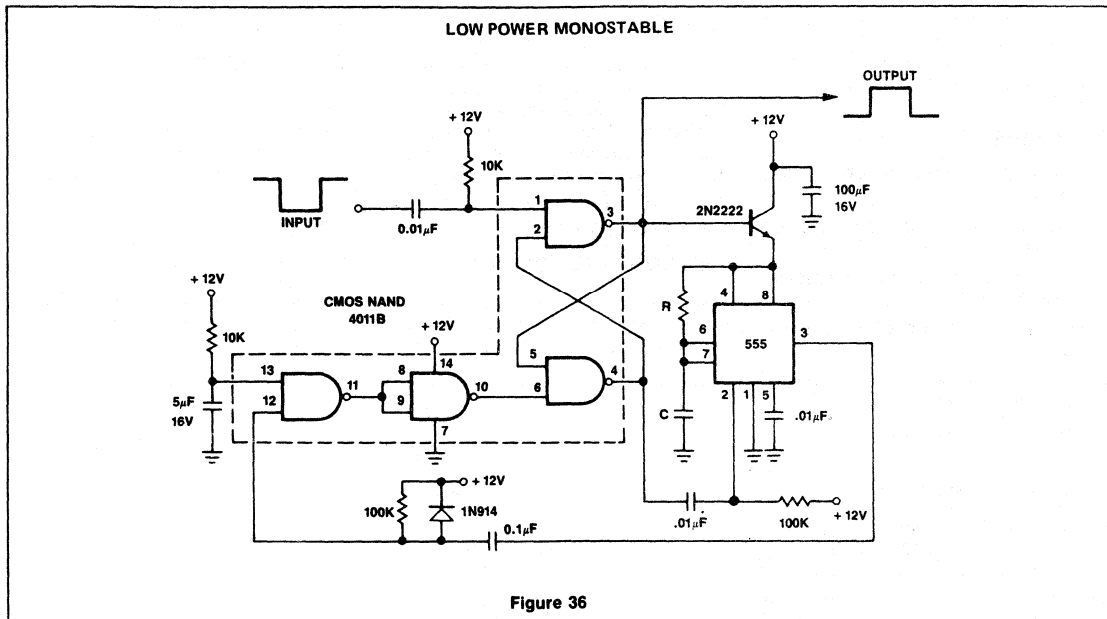 LOW POWER MONOSTABLE
OUTPUT
+ 12V
+ 12V
10K
100µF
16V
1
3
2N2222
INPUT
0.01µF
2
+ 12V
4
8
CMOS NAND
4011B
R
+ 12V
6
555
3
10K
14
5
7
13
8
4
11
10
6
2
1
5
5µF
16V
12
9
C
.01µF
7
+ 12V
100K
1N914
0.1µF
.01µF
100K
+ 12V
Figure 36